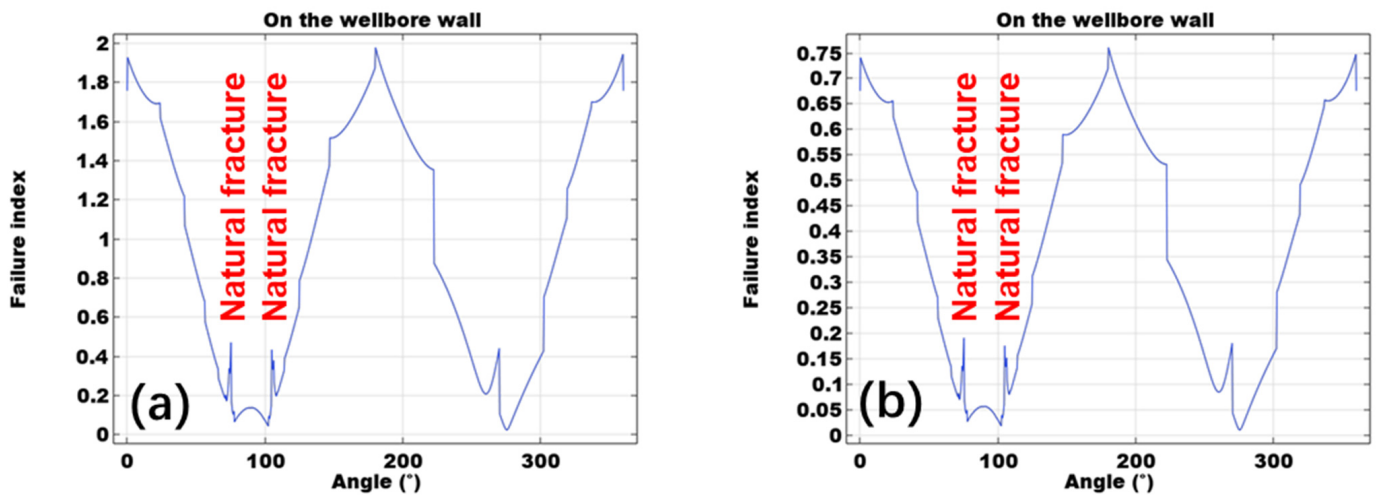 On the wellbore wall
Failure index
2
1.8
1.6
1.4
1.2
1
0.8
0.6
0.4
0.2
0
Natural fracture
Natural fracture
(a)
0 100 200 300
Angle (°)
On the wellbore wall
Failure index
0.75
0.7
0.65
0.6
0.55
0.5
0.45
0.4
0.35
0.3
0.25
0.2
0.15
0.1
0.05
0
Natural fracture
Natural fracture
(b)
0 100 200 300
Angle (°)